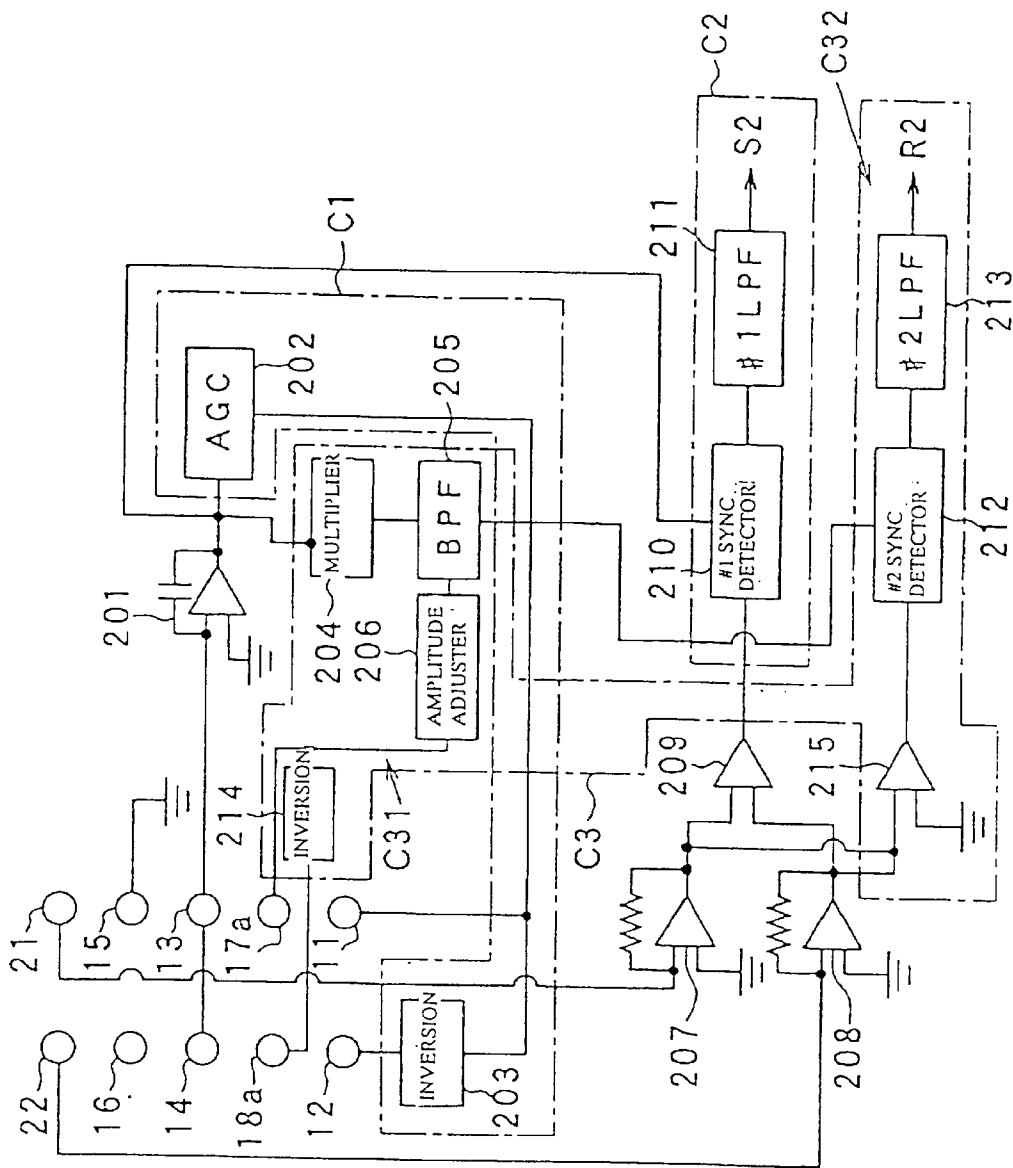 22
21
16
15
14
13
18a
17a
12
11
INVERSION
203
INVERSION
214
C31
201
AGC
202
MULTIPLIER
204
BPF
205
206
AMPLITUDE
ADJUSTER
C1
C3
207
208
209
215
210
#1 SYNC
DETECTOR
211
#1LPF
S2
C2
#2 SYNC
DETECTOR
212
#2LPF
213
R2
C32